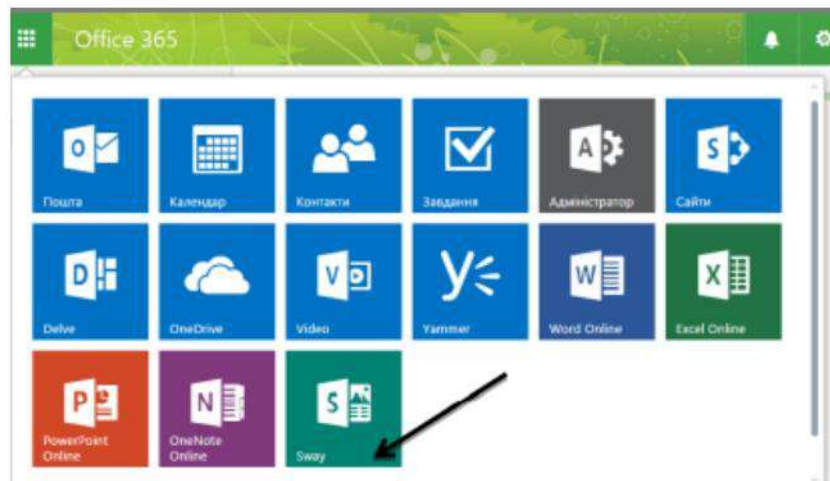 Office 365
Пошта
Календар
Контакти
Завдання
Адміністратор
Сайти
Delve
OneDrive
Video
Yammer
Word Online
Excel Online
PowerPoint
Online
OneNote
Online
Sway